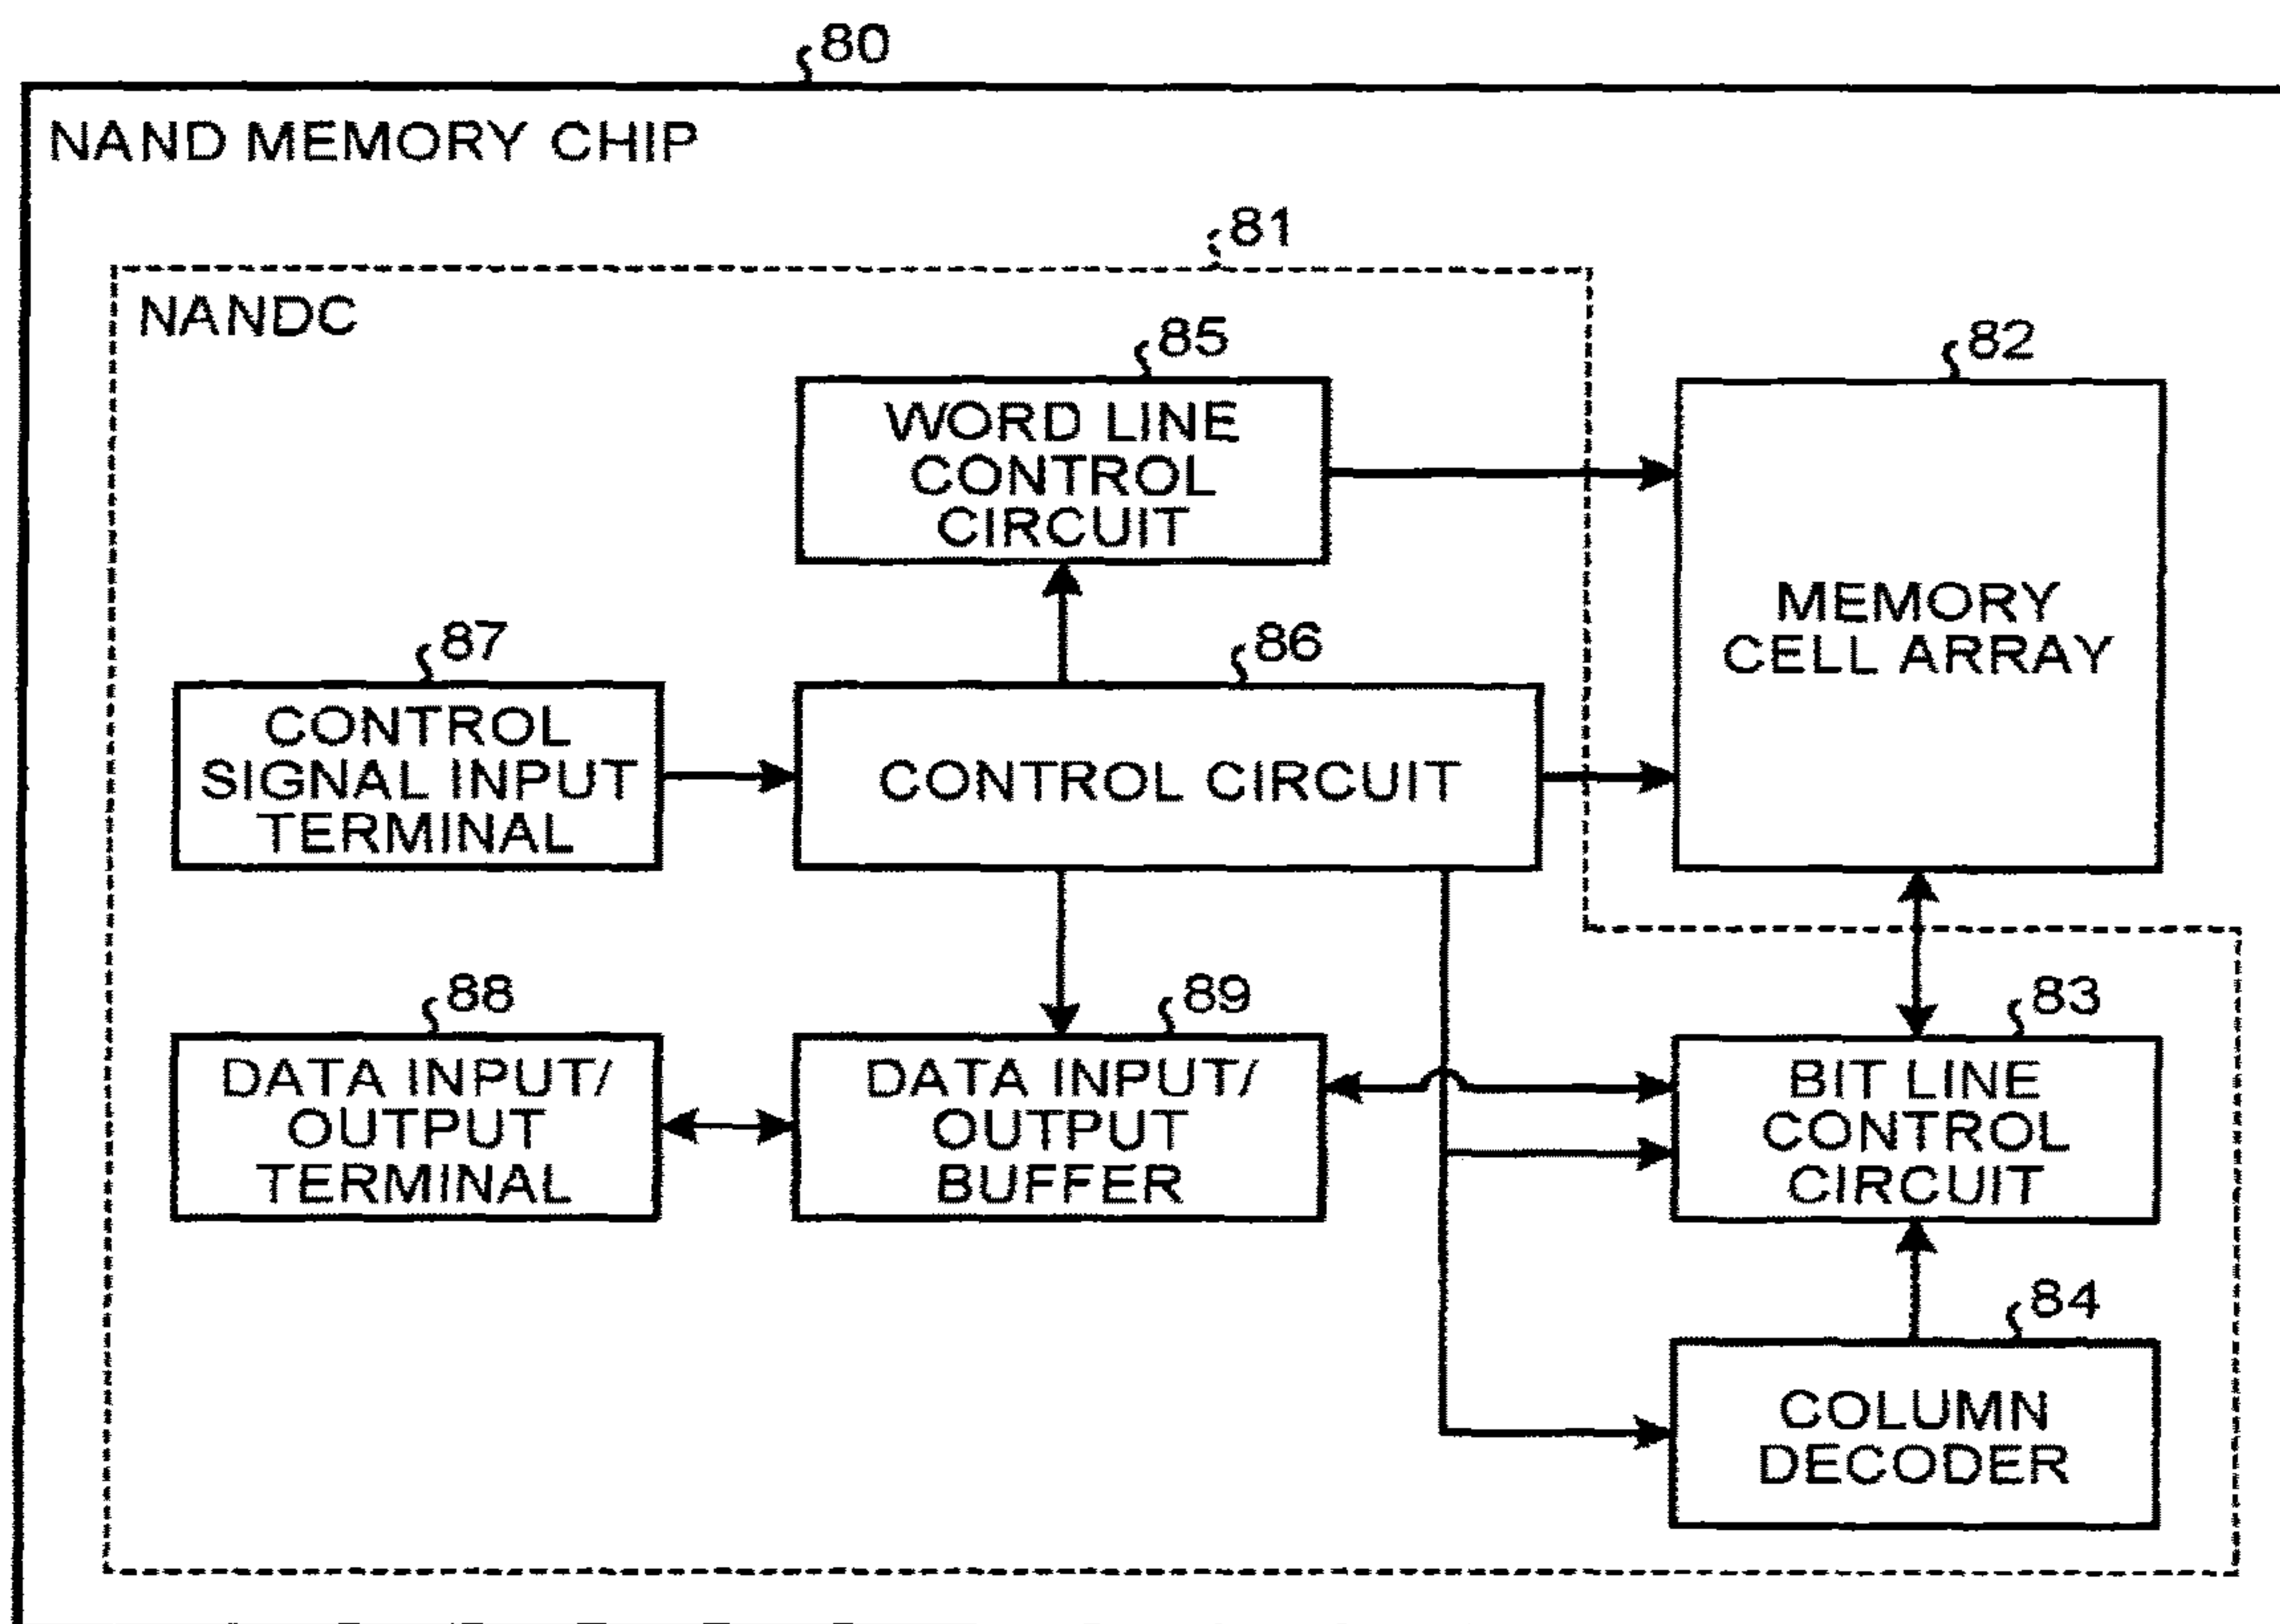 80
NAND MEMORY CHIP
81
NANDC
85
WORD LINE
CONTROL
CIRCUIT
82
MEMORY
CELL ARRAY
87
CONTROL
SIGNAL INPUT
TERMINAL
86
CONTROL CIRCUIT
88
DATA INPUT/
OUTPUT
TERMINAL
89
DATA INPUT/
OUTPUT
BUFFER
83
BIT LINE
CONTROL
CIRCUIT
84
COLUMN
DECODER